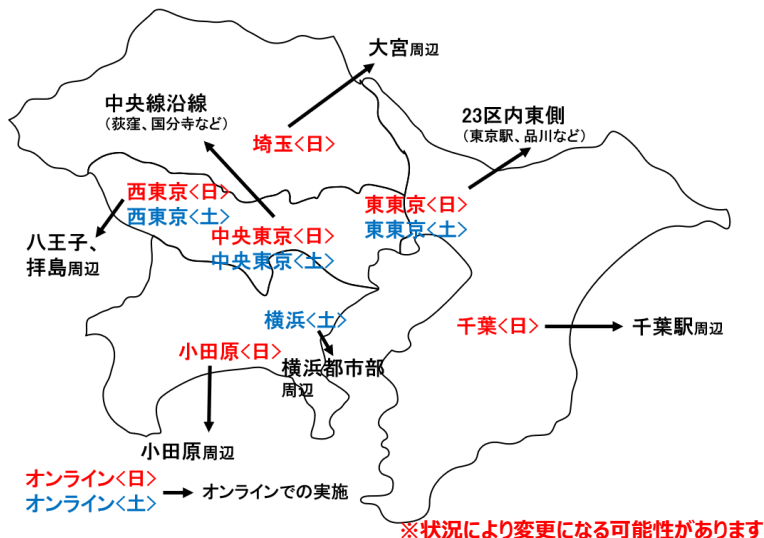 大宮周辺
中央線沿線
（荻窪、国分寺など）
23区内東側
（東京駅、品川など）
埼玉<日>
西東京<日>
西東京<土>
東東京<日>
東東京<土>
中央東京<日>
中央東京<土>
八王子、
拝島周辺
横浜<土>
千葉<日>
千葉駅周辺
小田原<日>
横浜都市部
周辺
小田原周辺
オンライン<日>
オンライン<土>
オンラインでの実施
※状況により変更になる可能性があります